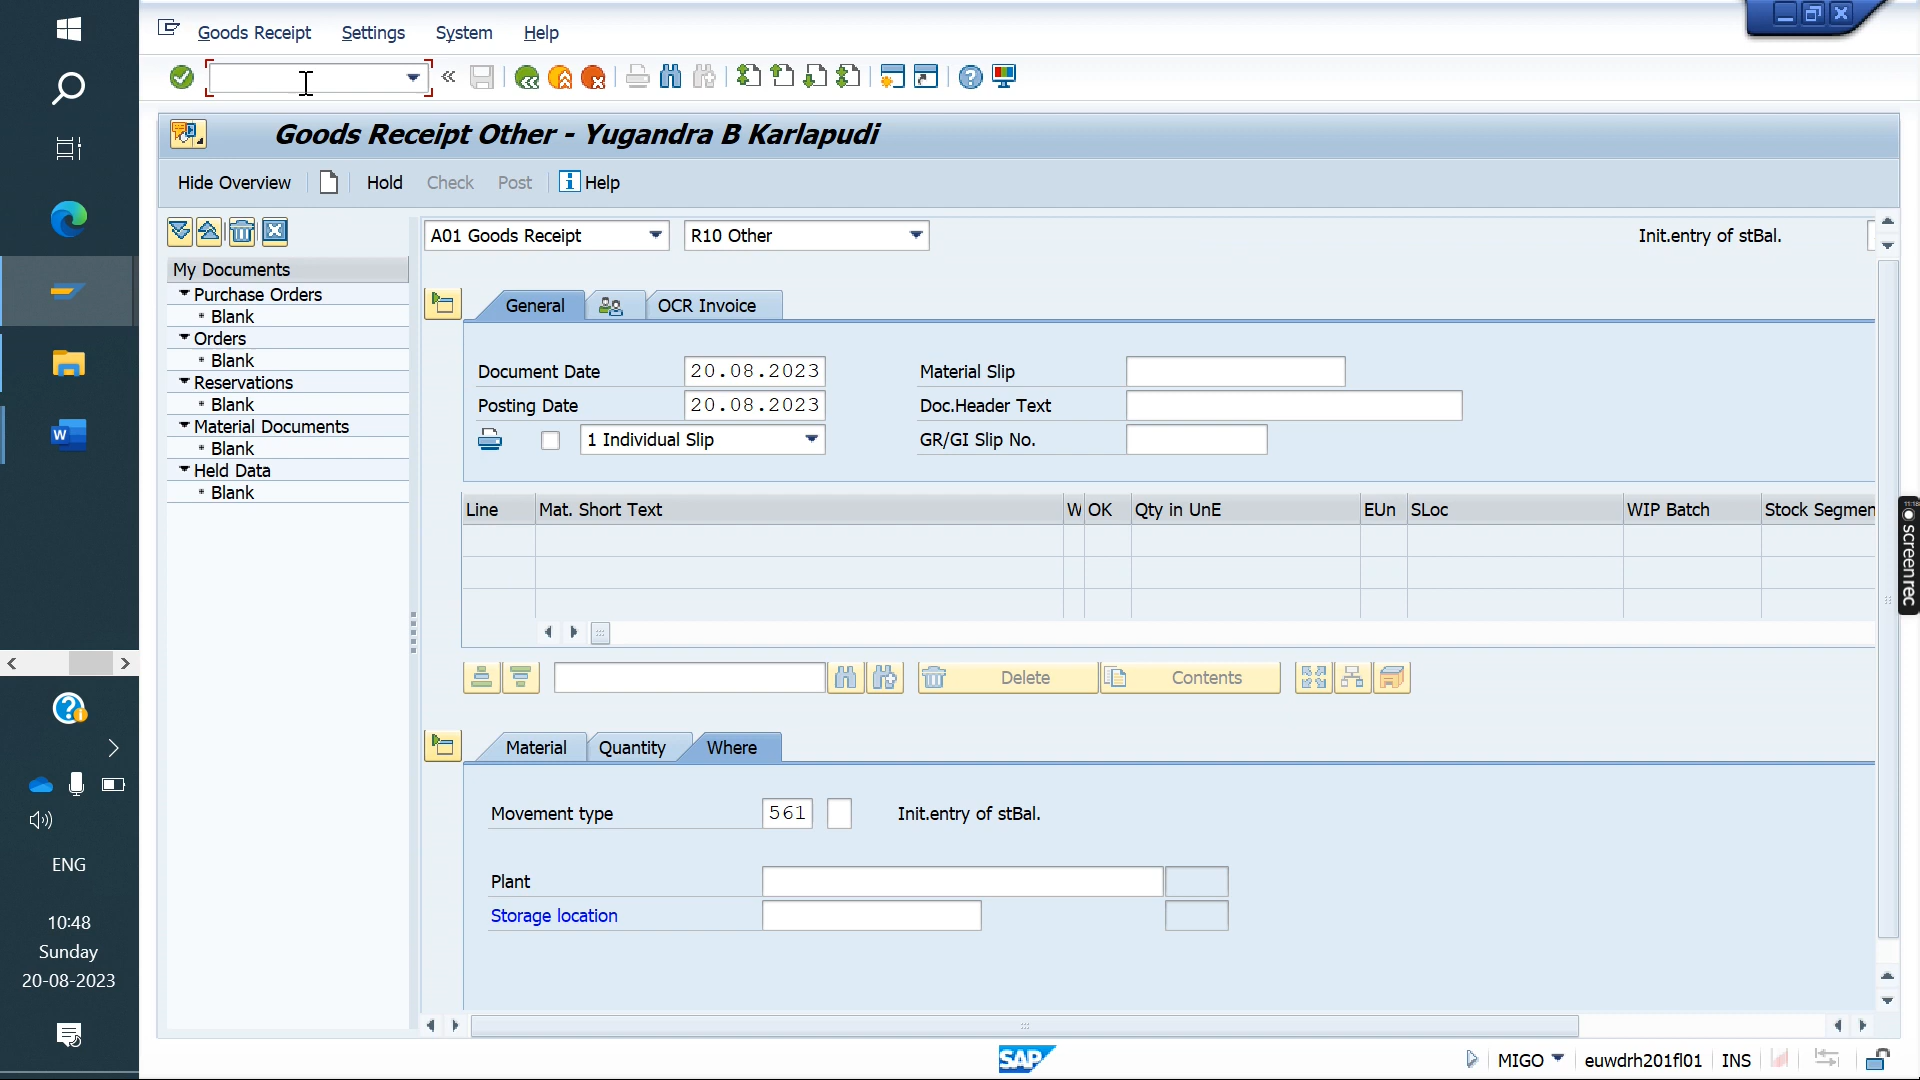 Goods Receipt Settings System Help
Goods Receipt Other - Yugandra B Karlapudi
Hide Overview Hold Check Post Help
A01 Goods Receipt R10 Other Init.entry of stBal.
My Documents
Purchase Orders
Blank
Orders
Blank
Reservations
Blank
Material Documents
Blank
Held Data
Blank
General OCR Invoice
Document Date 20.08.2023 Material Slip
Posting Date 20.08.2023 Doc.Header Text
1 Individual Slip GR/GI Slip No.
Line Mat. Short Text W OK Qty in UnE EUn SLoc WIP Batch Stock Segmen
Delete Contents
Material Quantity Where
Movement type 561 Init.entry of stBal.
Plant
Storage location
SAP
MIGO euwdrh201fl01 INS
W
ENG
10:48
Sunday
20-08-2023
screenrec